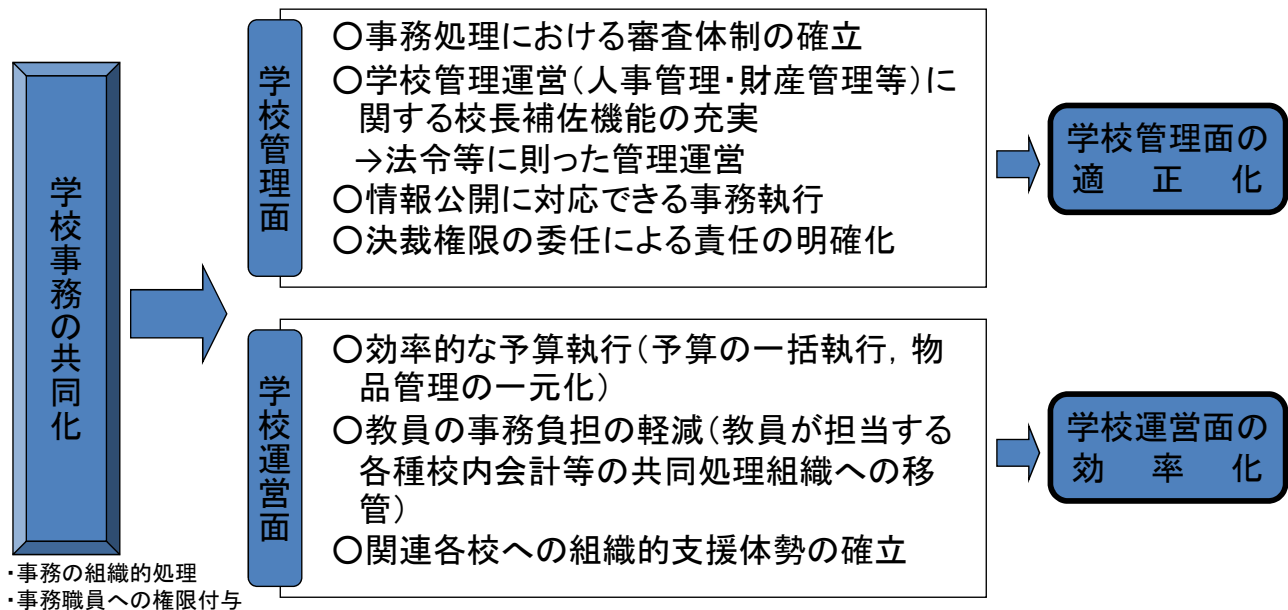 学校事務の共同化
・事務の組織的処理
・事務職員への権限付与
学校管理面
○事務処理における審査体制の確立
○学校管理運営(人事管理・財産管理等)に
関する校長補佐機能の充実
→法令等に則った管理運営
○情報公開に対応できる事務執行
○決裁権限の委任による責任の明確化
学校管理面の
適正化
学校運営面
○効率的な予算執行(予算の一括執行,物
品管理の一元化)
○教員の事務負担の軽減(教員が担当する
各種校内会計等の共同処理組織への移
管)
○関連各校への組織的支援体勢の確立
学校運営面の
効率化